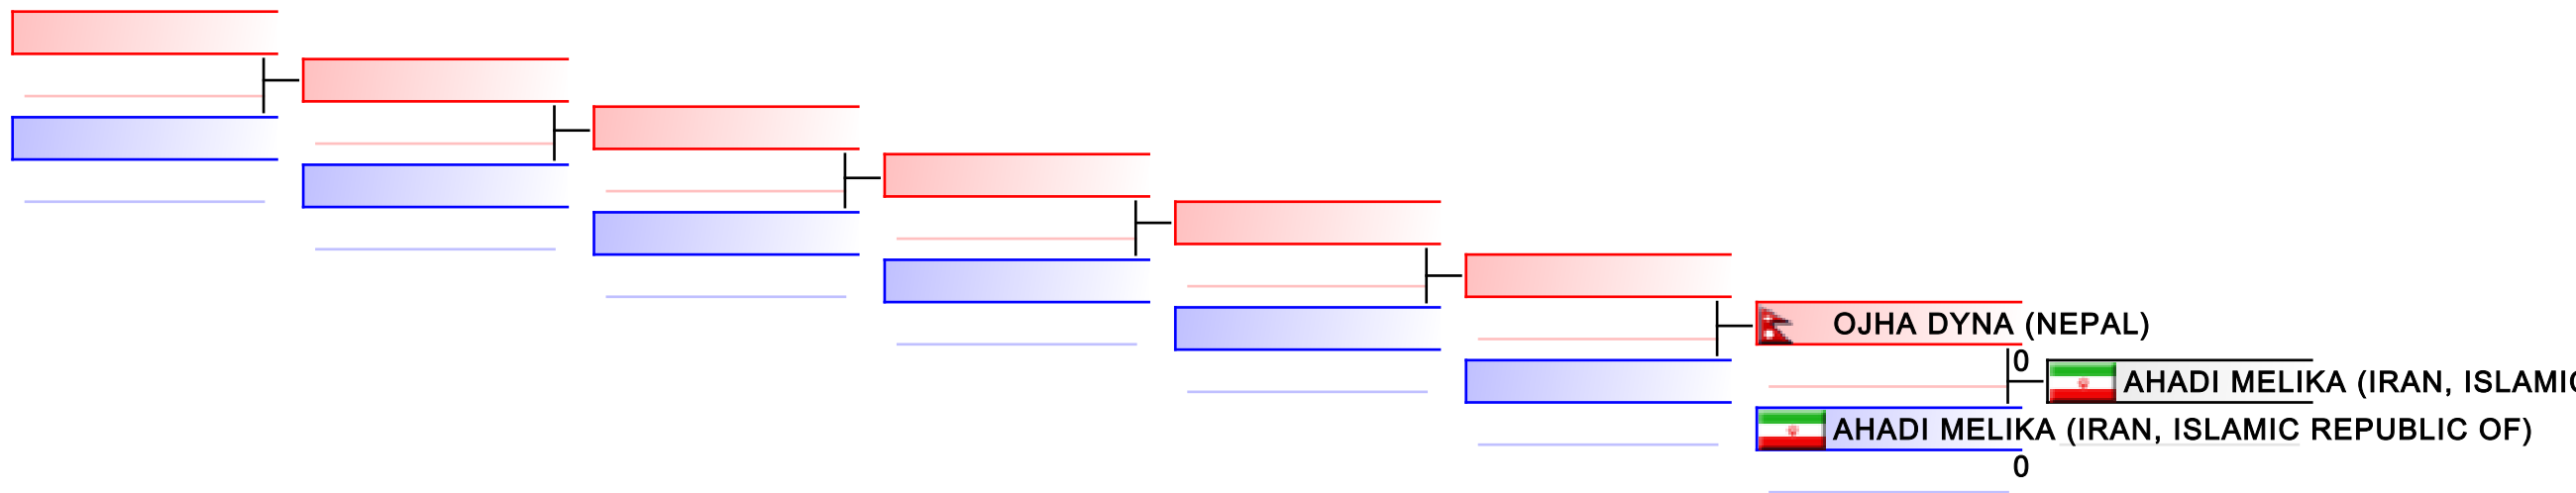 OJHA DYNA (NEPAL)
0
AHADI MELIKA (IRAN, ISLAMIC
AHADI MELIKA (IRAN, ISLAMIC REPUBLIC OF)
0